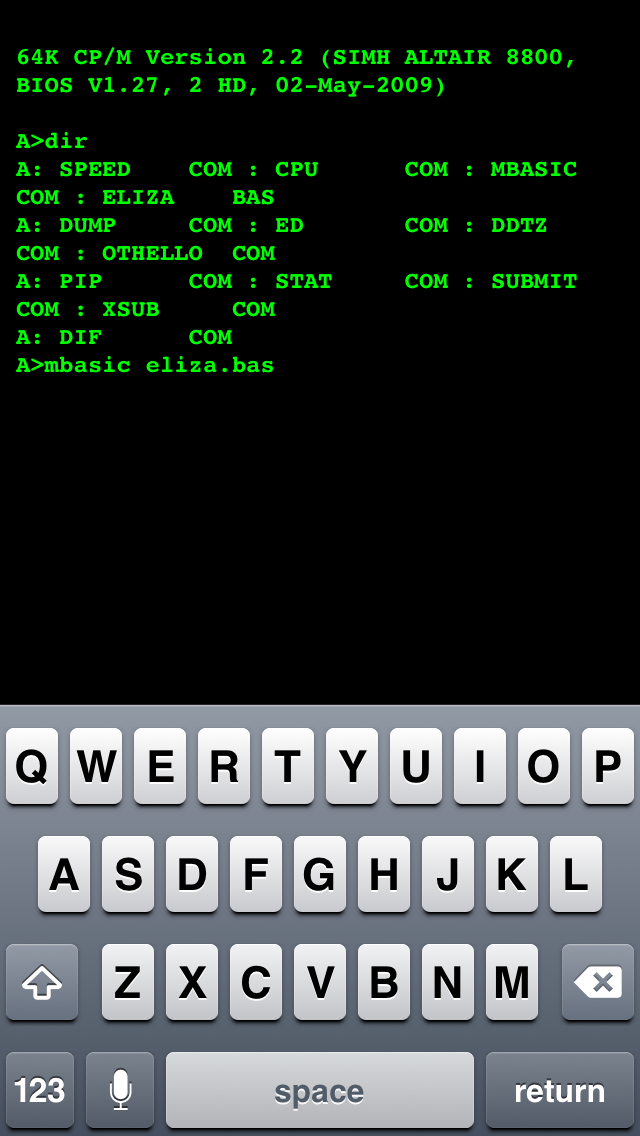 64K CP/M Version 2.2 (SIMH ALTAIR 8800,
BIOS V1.27, 2 HD, 02-May-2009)
A>dir
A: SPEED    COM : CPU      COM : MBASIC
COM : ELIZA    BAS
A: DUMP     COM : ED       COM : DDTZ
COM : OTHELLO  COM
A: PIP      COM : STAT     COM : SUBMIT
COM : XSUB     COM
A: DIF      COM
A>mbasic eliza.bas
Q W E R T Y U I O P
A S D F G H J K L
Z X C V B N M
123 space return